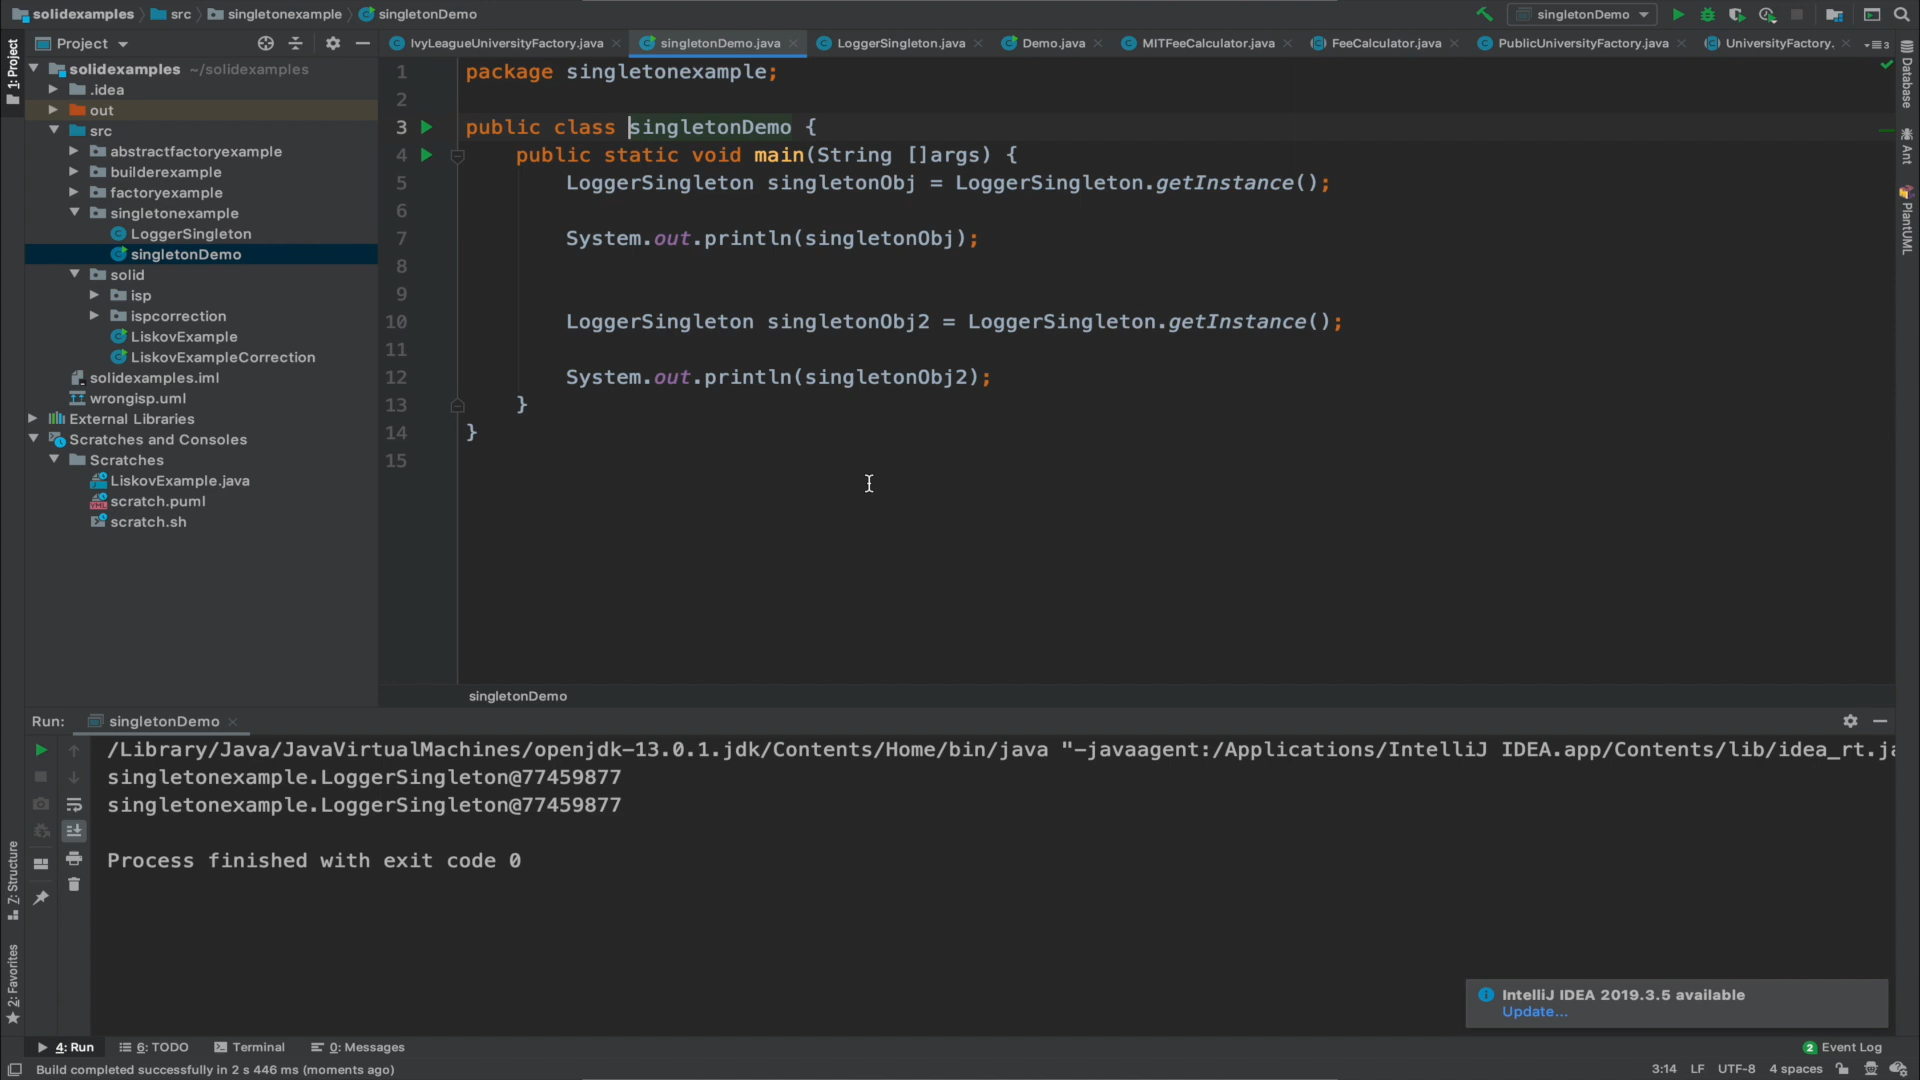 solidexamples src singletonexample singletonDemo
singletonDemo
Project
IvyLeagueUniversityFactory.java singletonDemo.java LoggerSingleton.java Demo.java MITFeeCalculator.java FeeCalculator.java PublicUniversityFactory.java UniversityFactory. 3
1: Project
solidexamples ~/solidexamples
.idea
out
src
abstractfactoryexample
builderexample
factoryexample
singletonexample
LoggerSingleton
singletonDemo
solid
isp
ispcorrection
LiskovExample
LiskovExampleCorrection
solidexamples.iml
wrongisp.uml
External Libraries
Scratches and Consoles
Scratches
LiskovExample.java
scratch.puml
scratch.sh
1 package singletonexample;
2
3 public class singletonDemo {
4 public static void main(String []args) {
5 LoggerSingleton singletonObj = LoggerSingleton.getInstance();
6
7 System.out.println(singletonObj);
8
9
10 LoggerSingleton singletonObj2 = LoggerSingleton.getInstance();
11
12 System.out.println(singletonObj2);
13 }
14 }
15
singletonDemo
Database
Ant
PlantUML
Run: singletonDemo
/Library/Java/JavaVirtualMachines/openjdk-13.0.1.jdk/Contents/Home/bin/java "-javaagent:/Applications/IntelliJ IDEA.app/Contents/lib/idea_rt.ja
singletonexample.LoggerSingleton@77459877
singletonexample.LoggerSingleton@77459877
Process finished with exit code 0
Z: Structure
2: Favorites
IntelliJ IDEA 2019.3.5 available
Update...
4: Run 6: TODO Terminal 0: Messages
2 Event Log
Build completed successfully in 2 s 446 ms (moments ago)
3:14 LF UTF-8 4 spaces